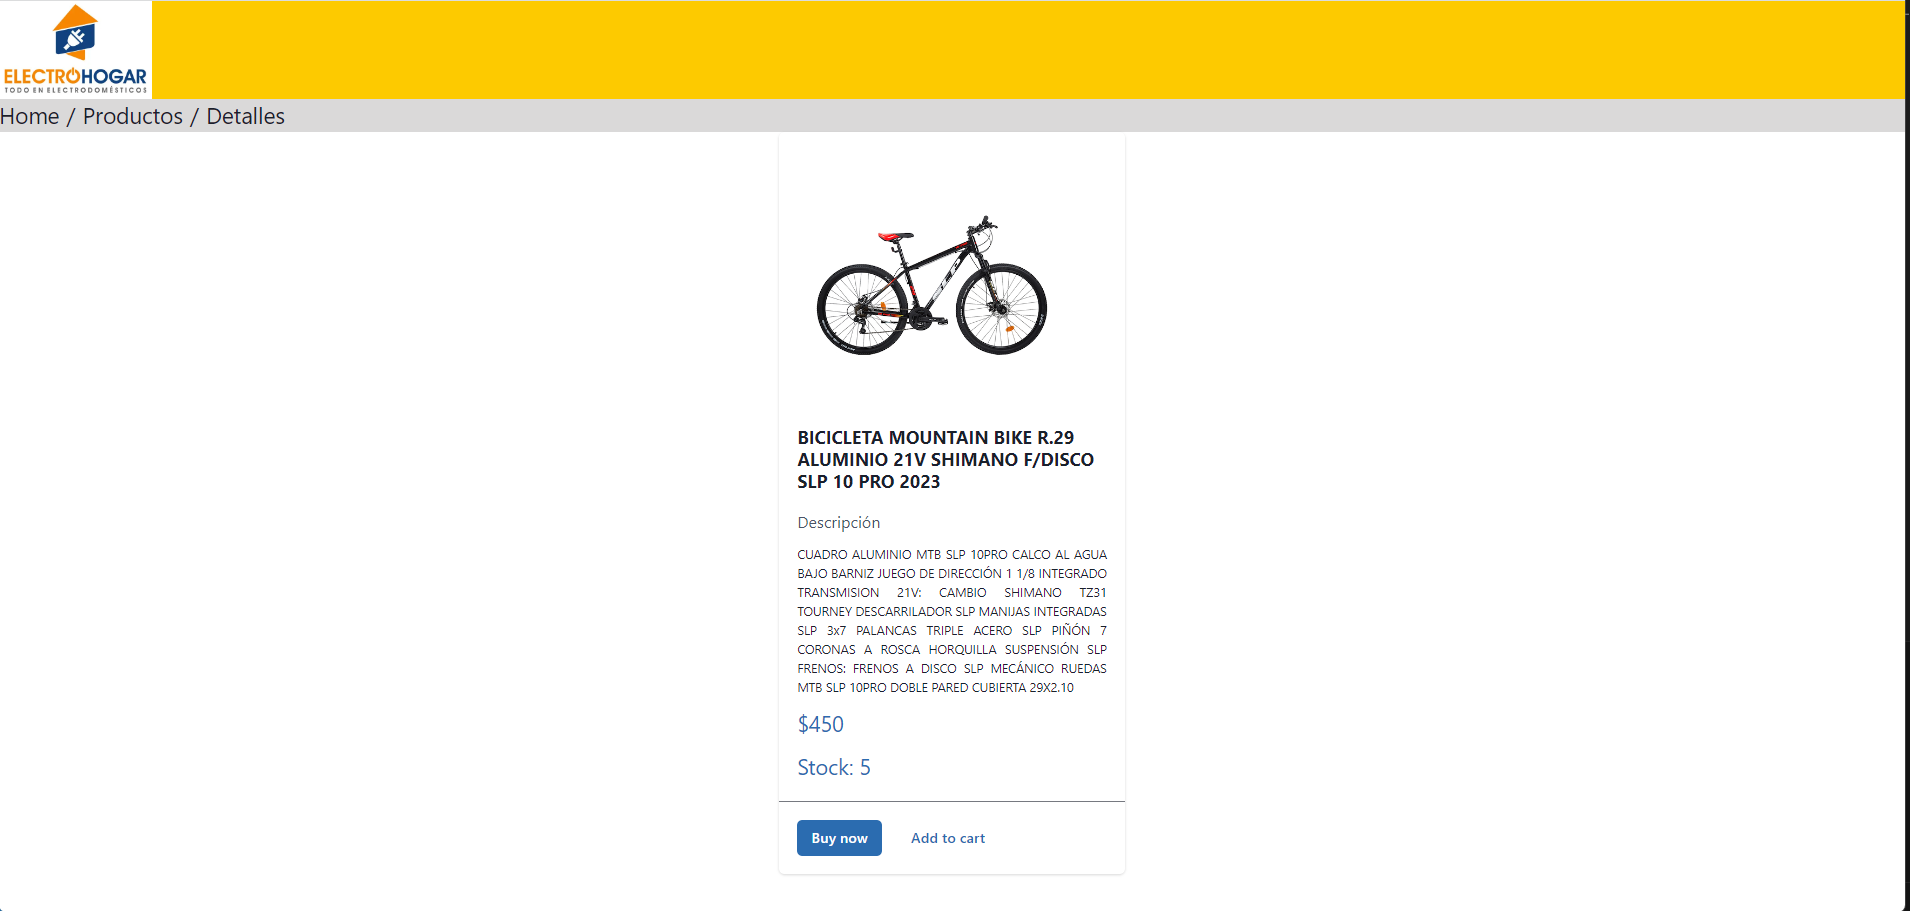 ELECTROHOGAR
TODO EN ELECTRODOMÉSTICOS
Home / Productos / Detalles
BICICLETA MOUNTAIN BIKE R.29
ALUMINIO 21V SHIMANO F/DISCO
SLP 10 PRO 2023
Descripción
CUADRO ALUMINIO MTB SLP 10PRO CALCO AL AGUA
BAJO BARNIZ JUEGO DE DIRECCIÓN 1 1/8 INTEGRADO
TRANSMISION 21V: CAMBIO SHIMANO TZ31
TOURNEY DESCARRILADOR SLP MANIJAS INTEGRADAS
SLP 3x7 PALANCAS TRIPLE ACERO SLP PIÑÓN 7
CORONAS A ROSCA HORQUILLA SUSPENSIÓN SLP
FRENOS: FRENOS A DISCO SLP MECÁNICO RUEDAS
MTB SLP 10PRO DOBLE PARED CUBIERTA 29X2.10
$450
Stock: 5
Buy now
Add to cart